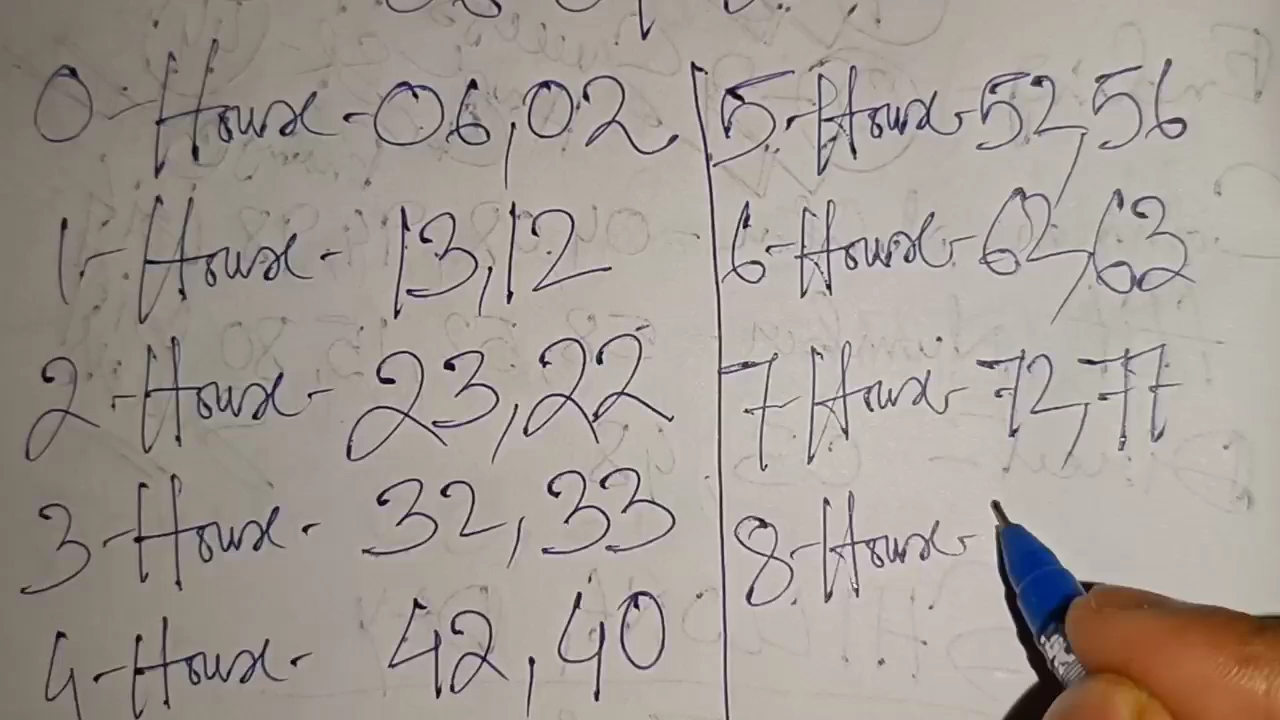 0-House-06,02
1-House-13,12
2-House-23,22
3-House-32,33
4-House-42,40
5-House-52,56
6-House-62,63
7-House-72,77
8-House-